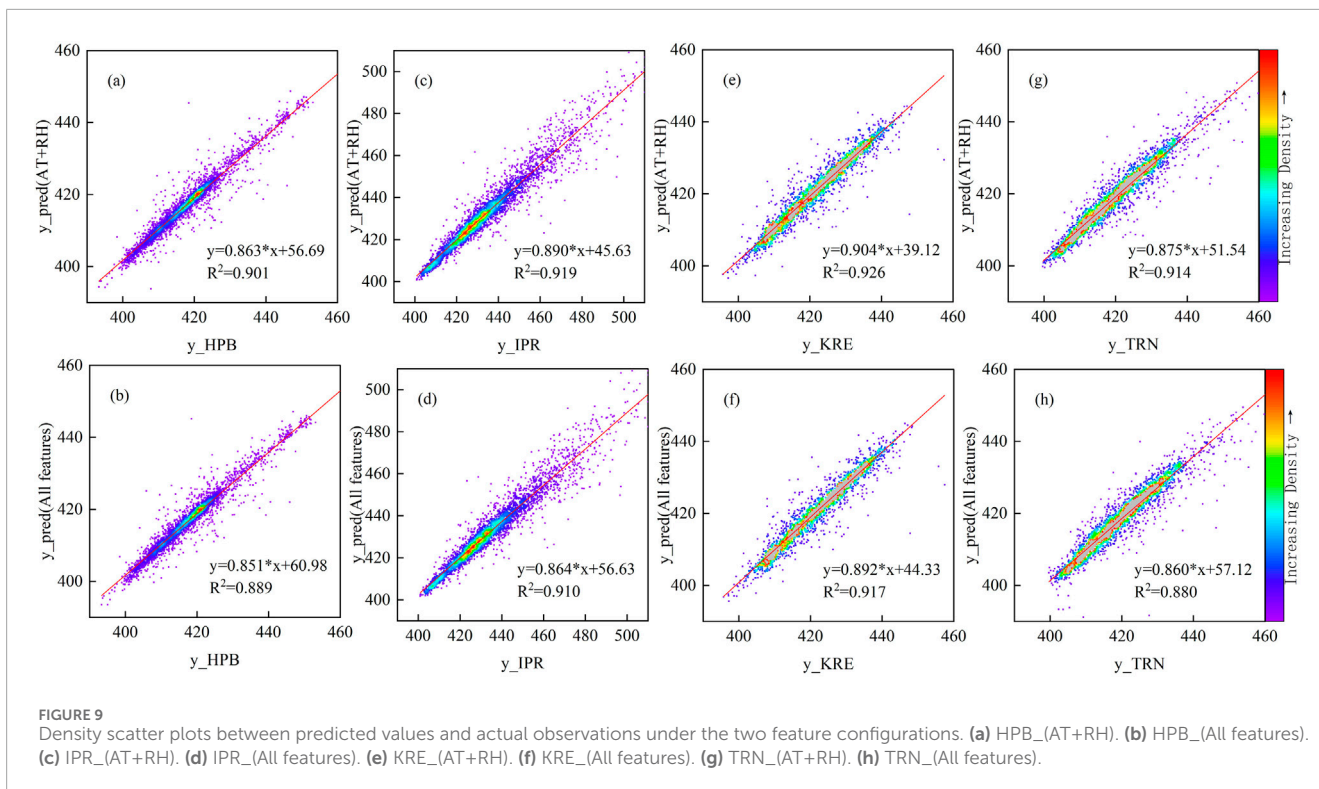 460
440
420
400
y_pred(AT+RH)
(a)
y=0.863*x+56.69
R²=0.901
400 420 440 460
y_HPB
500
480
460
440
420
400
y_pred(AT+RH)
(c)
y=0.890*x+45.63
R²=0.919
400 420 440 460 480 500
y_IPR
460
440
420
400
y_pred(AT+RH)
(e)
y=0.904*x+39.12
R²=0.926
400 420 440 460
y_KRE
460
440
420
400
y_pred(AT+RH)
(g)
y=0.875*x+51.54
R²=0.914
400 420 440 460
y_TRN
Increasing Density →
460
440
420
400
y_pred(All features)
(b)
y=0.851*x+60.98
R²=0.889
400 420 440 460
y_HPB
500
480
460
440
420
400
y_pred(All features)
(d)
y=0.864*x+56.63
R²=0.910
400 420 440 460 480 500
y_IPR
460
440
420
400
y_pred(All features)
(f)
y=0.892*x+44.33
R²=0.917
400 420 440 460
y_KRE
460
440
420
400
y_pred(All features)
(h)
y=0.860*x+57.12
R²=0.880
400 420 440 460
y_TRN
Increasing Density →
FIGURE 9
Density scatter plots between predicted values and actual observations under the two feature configurations. (a) HPB_(AT+RH). (b) HPB_(All features).
(c) IPR_(AT+RH). (d) IPR_(All features). (e) KRE_(AT+RH). (f) KRE_(All features). (g) TRN_(AT+RH). (h) TRN_(All features).